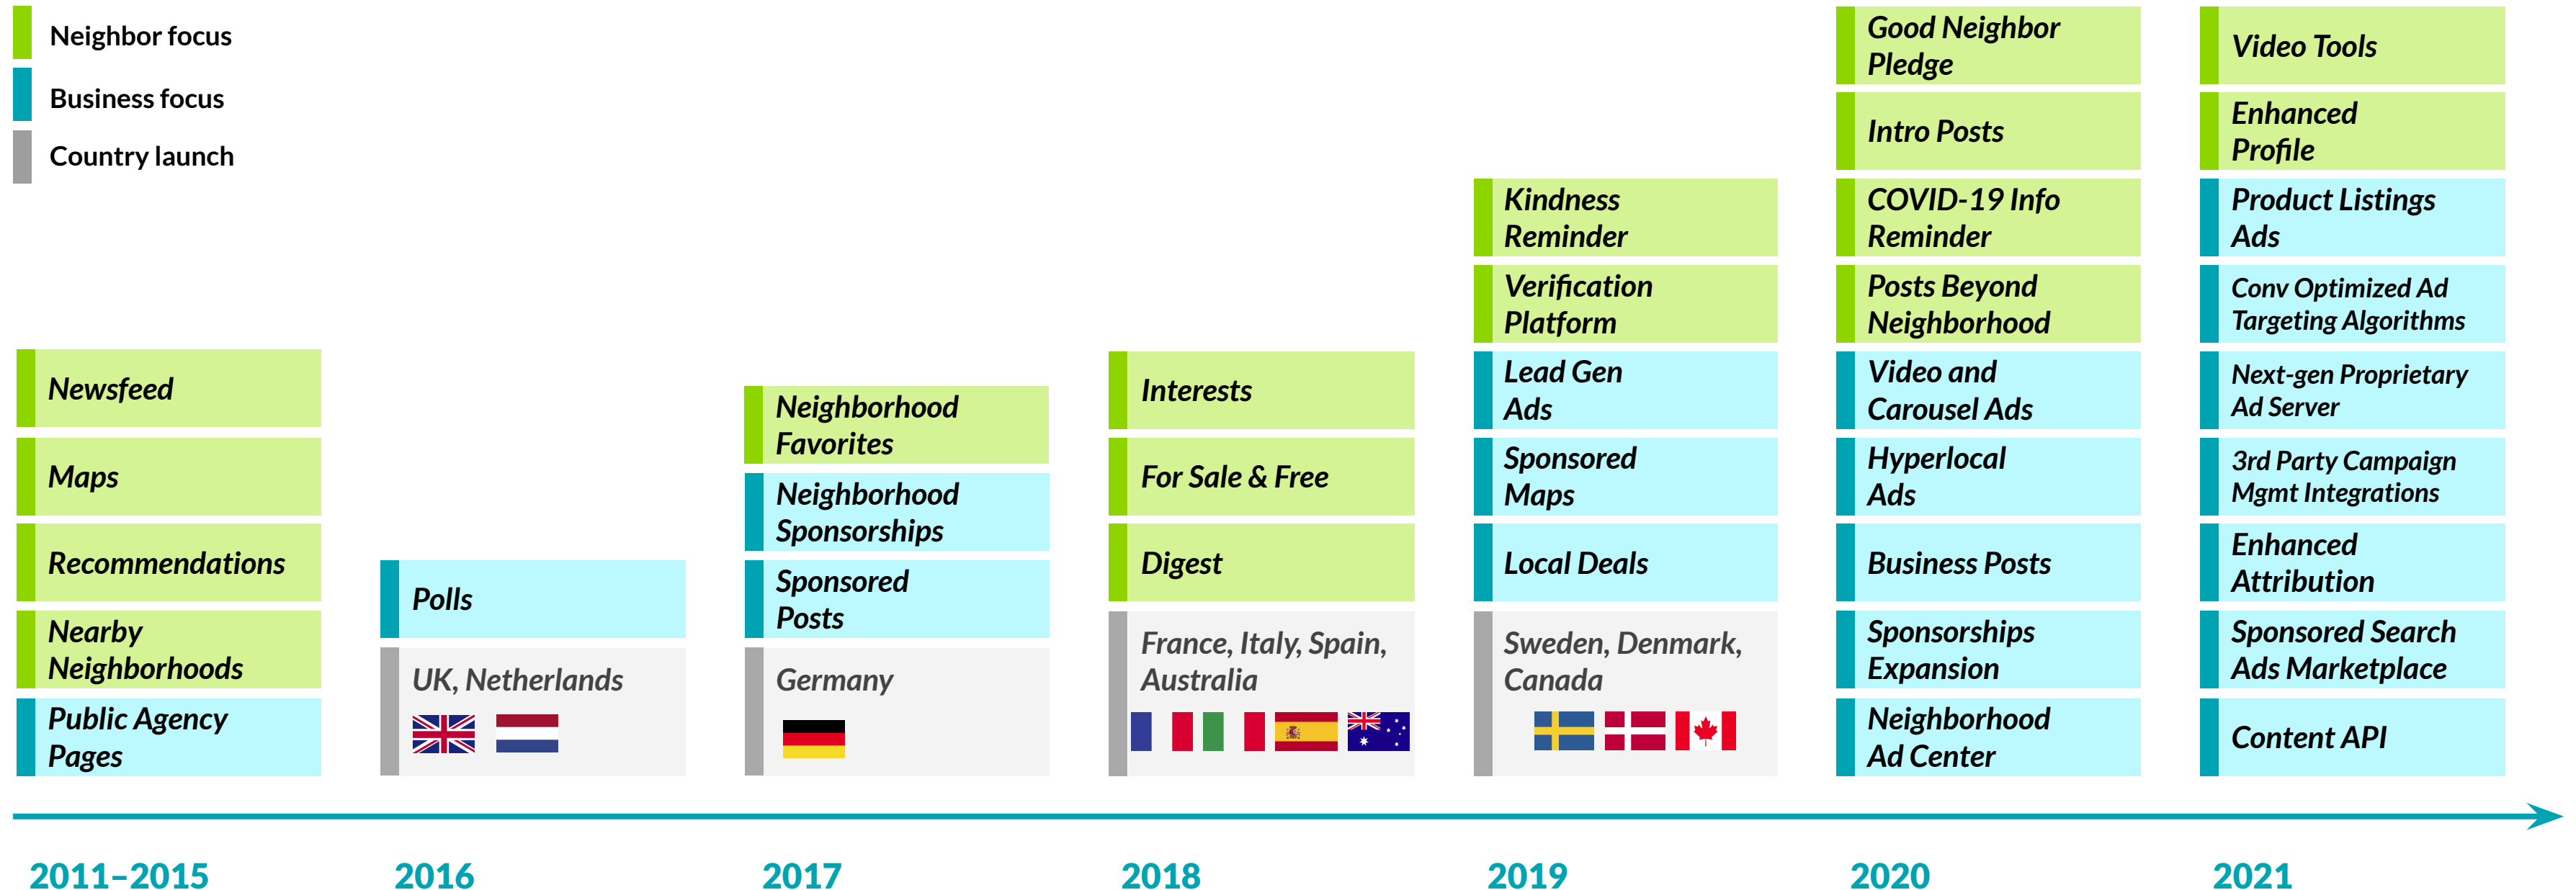 Neighbor focus
Business focus
Country launch
Newsfeed
Maps
Recommendations
Nearby
Neighborhoods
Public Agency
Pages
2011–2015
Polls
UK, Netherlands
2016
Neighborhood
Favorites
Neighborhood
Sponsorships
Sponsored
Posts
Germany
2017
Interests
For Sale & Free
Digest
France, Italy, Spain,
Australia
2018
Kindness
Reminder
Verification
Platform
Lead Gen
Ads
Sponsored
Maps
Local Deals
Sweden, Denmark,
Canada
2019
Good Neighbor
Pledge
Intro Posts
COVID-19 Info
Reminder
Posts Beyond
Neighborhood
Video and
Carousel Ads
Hyperlocal
Ads
Business Posts
Sponsorships
Expansion
Neighborhood
Ad Center
2020
Video Tools
Enhanced
Profile
Product Listings
Ads
Conv Optimized Ad
Targeting Algorithms
Next-gen Proprietary
Ad Server
3rd Party Campaign
Mgmt Integrations
Enhanced
Attribution
Sponsored Search
Ads Marketplace
Content API
2021